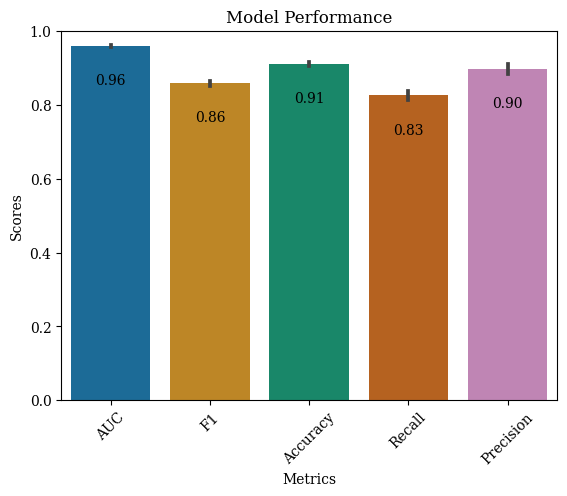 Model Performance
1.0
0.8
0.6
0.4
0.2
0.0
Scores
0.96
0.86
0.91
0.83
0.90
AUC
F1
Accuracy
Recall
Precision
Metrics